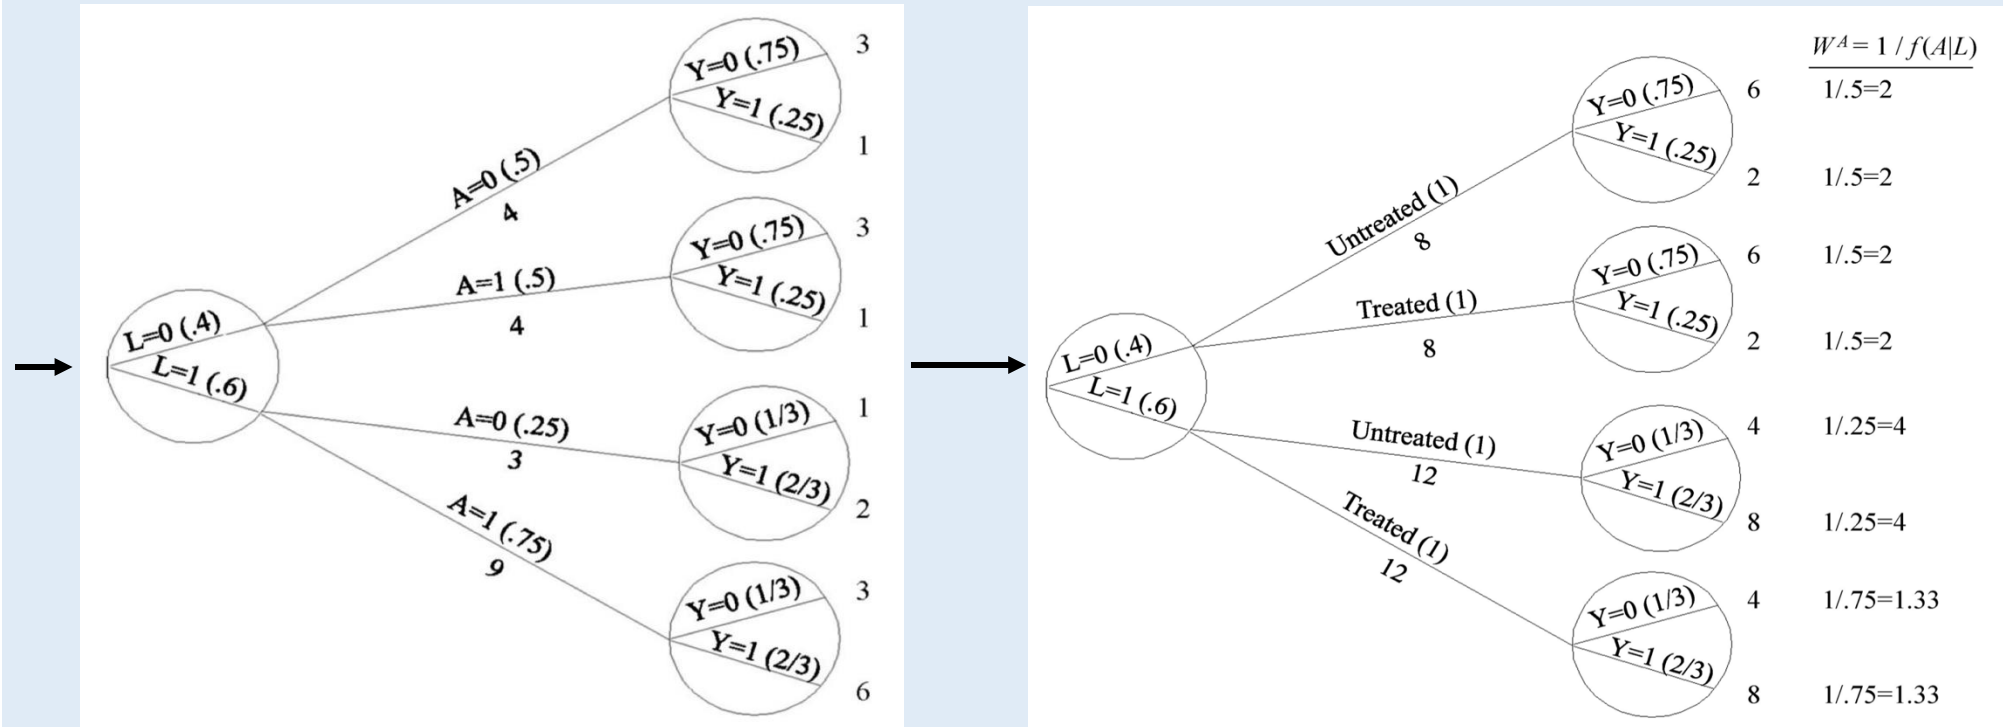 Y=0 (.75)
3
Y=1 (.25)
1
A=0 (.5)
4
Y=0 (.75)
3
Y=1 (.25)
1
A=1 (.5)
4
L=0 (.4)
L=1 (.6)
A=0 (.25)
3
Y=0 (1/3)
1
Y=1 (2/3)
2
A=1 (.75)
9
Y=0 (1/3)
3
Y=1 (2/3)
6
Wᴬ = 1 / f(A|L)
Y=0 (.75)
6 1/.5=2
Y=1 (.25)
2 1/.5=2
Untreated (1)
8
Y=0 (.75)
6 1/.5=2
Y=1 (.25)
2 1/.5=2
Treated (1)
8
L=0 (.4)
L=1 (.6)
Untreated (1)
12
Y=0 (1/3)
4 1/.25=4
Y=1 (2/3)
8 1/.25=4
Treated (1)
12
Y=0 (1/3)
4 1/.75=1.33
Y=1 (2/3)
8 1/.75=1.33